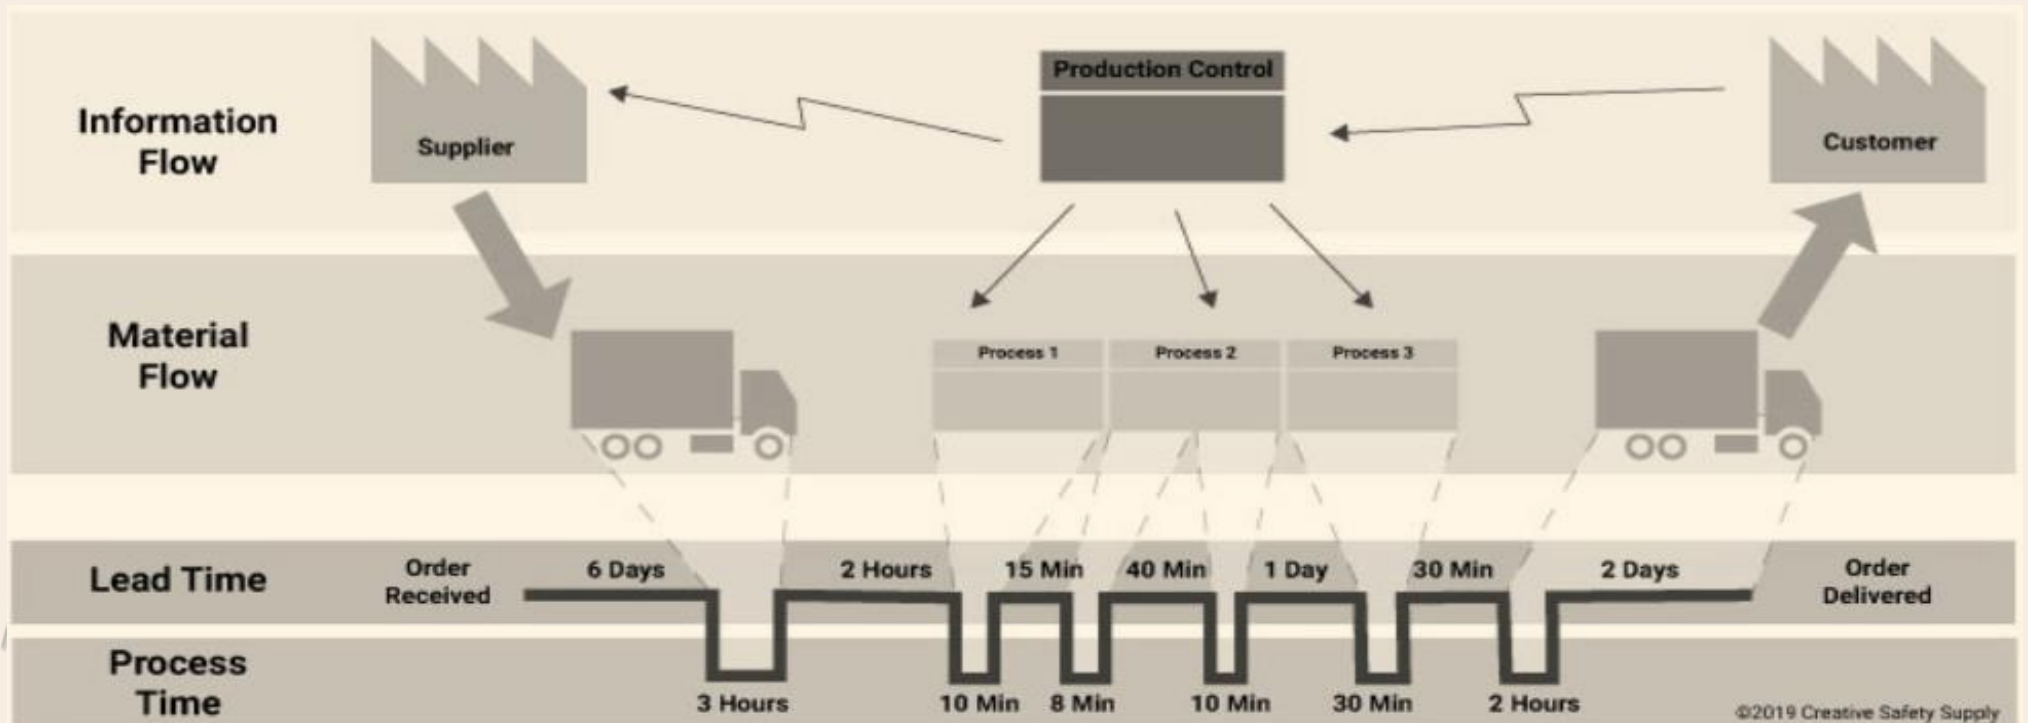 Production Control
Information
Flow
Supplier
Customer
Material
Flow
Process 1
Process 2
Process 3
Lead Time
Order
Received
6 Days
2 Hours
15 Min
40 Min
1 Day
30 Min
2 Days
Order
Delivered
Process
Time
3 Hours
10 Min
8 Min
10 Min
30 Min
2 Hours
©2019 Creative Safety Supply